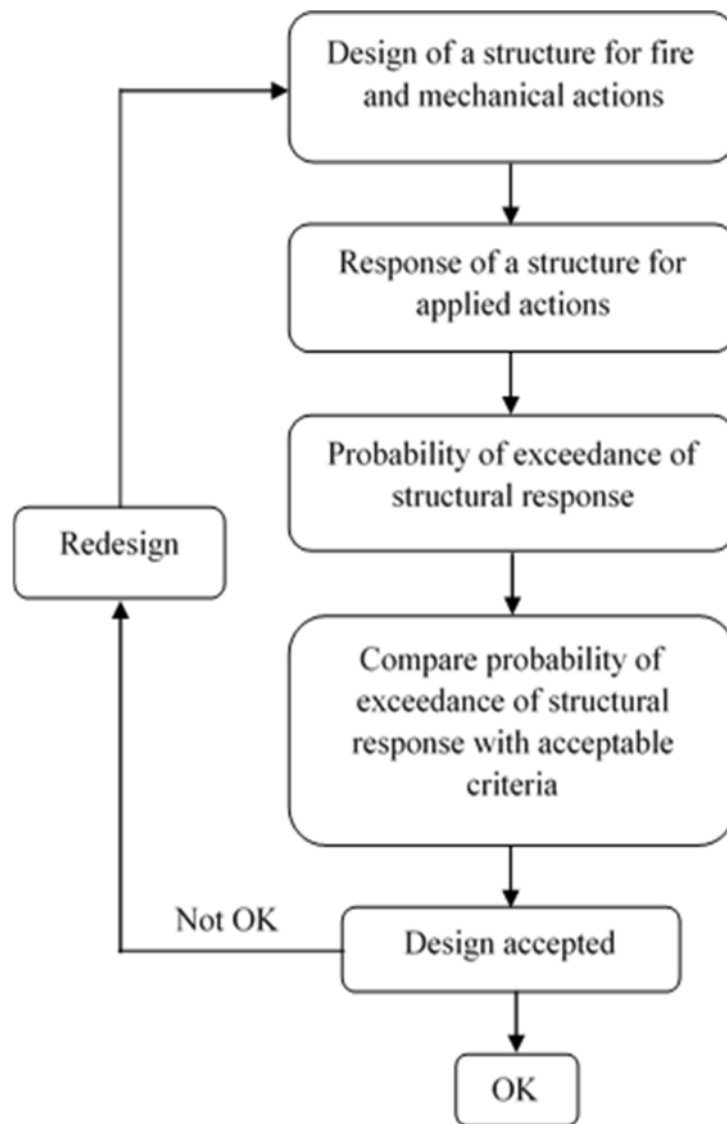 Design of a structure for fire
and mechanical actions
Response of a structure for
applied actions
Probability of exceedance of
structural response
Redesign
Compare probability of
exceedance of structural
response with acceptable
criteria
Not OK
Design accepted
OK